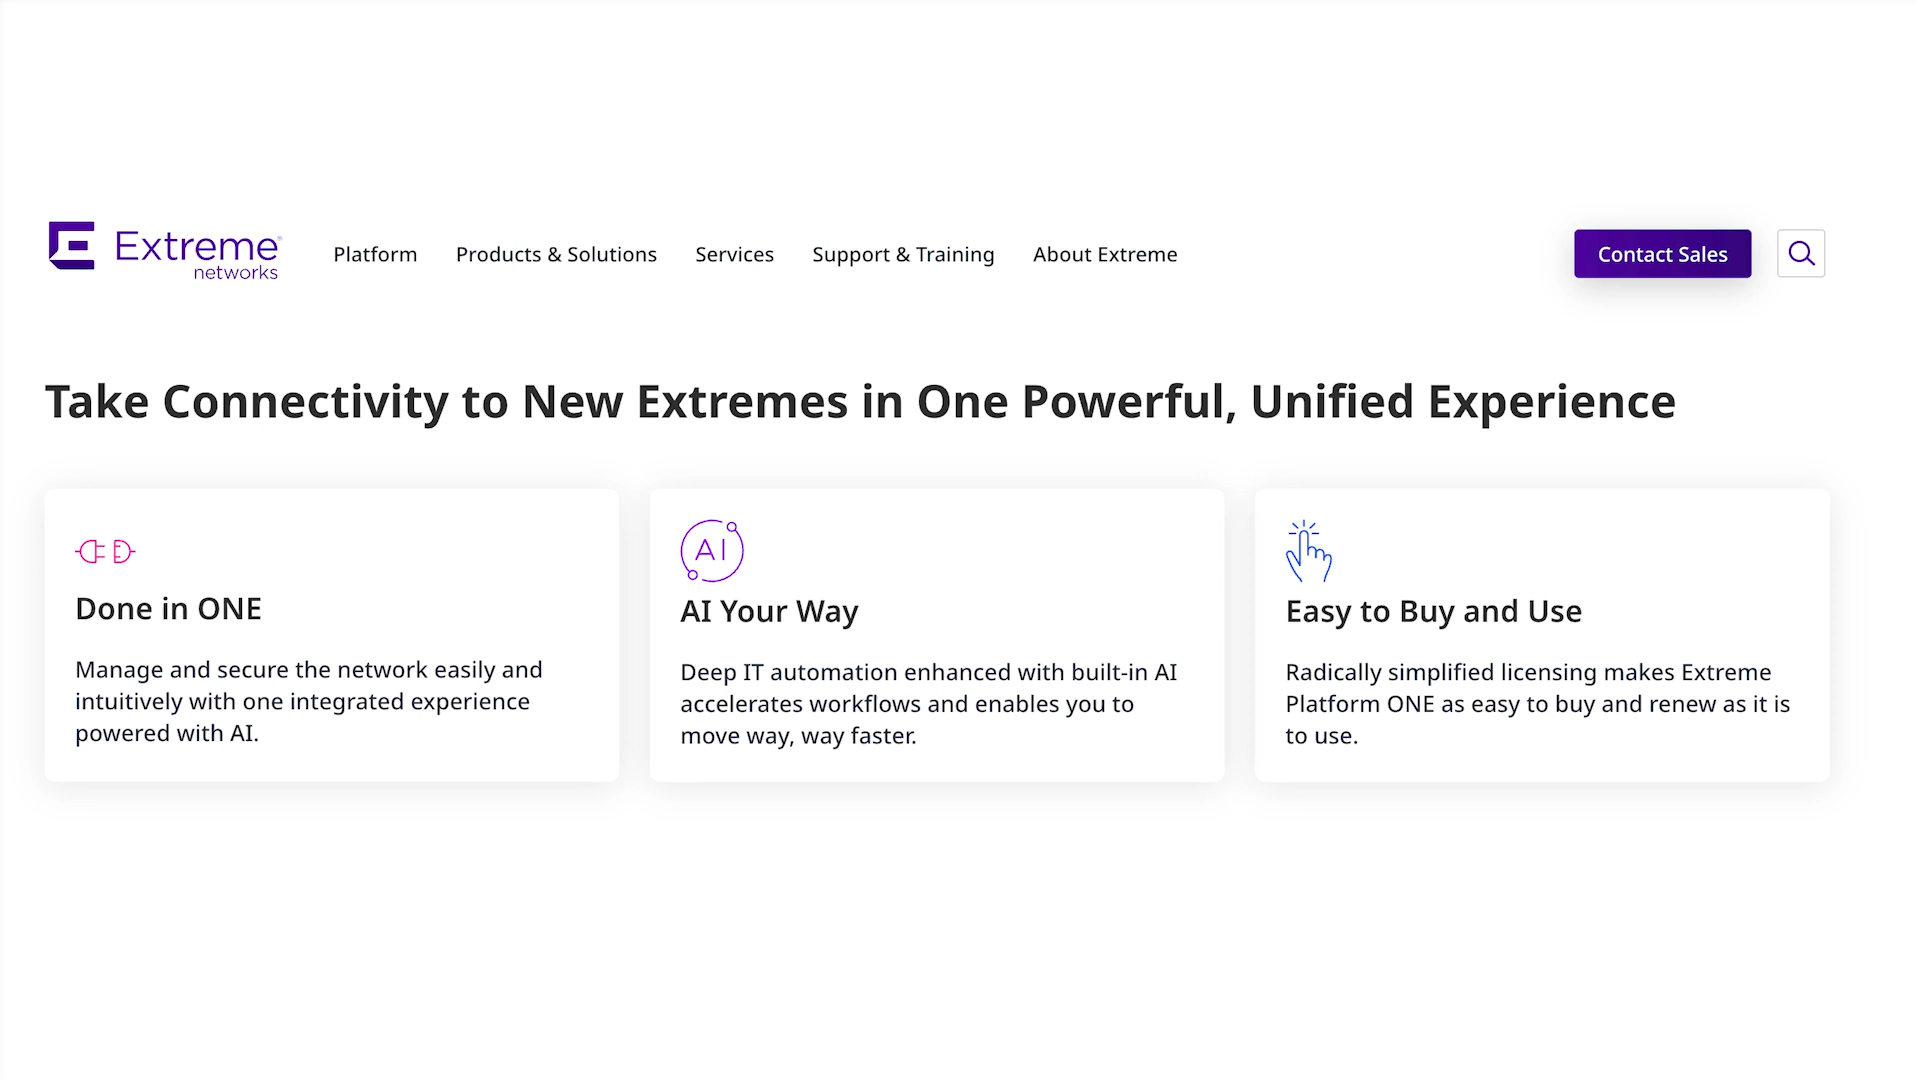 Extreme
networks
Platform
Products & Solutions
Services
Support & Training
About Extreme
Contact Sales
Take Connectivity to New Extremes in One Powerful, Unified Experience
Done in ONE
Manage and secure the network easily and
intuitively with one integrated experience
powered with AI.
AI
AI Your Way
Deep IT automation enhanced with built-in AI
accelerates workflows and enables you to
move way, way faster.
Easy to Buy and Use
Radically simplified licensing makes Extreme
Platform ONE as easy to buy and renew as it is
to use.